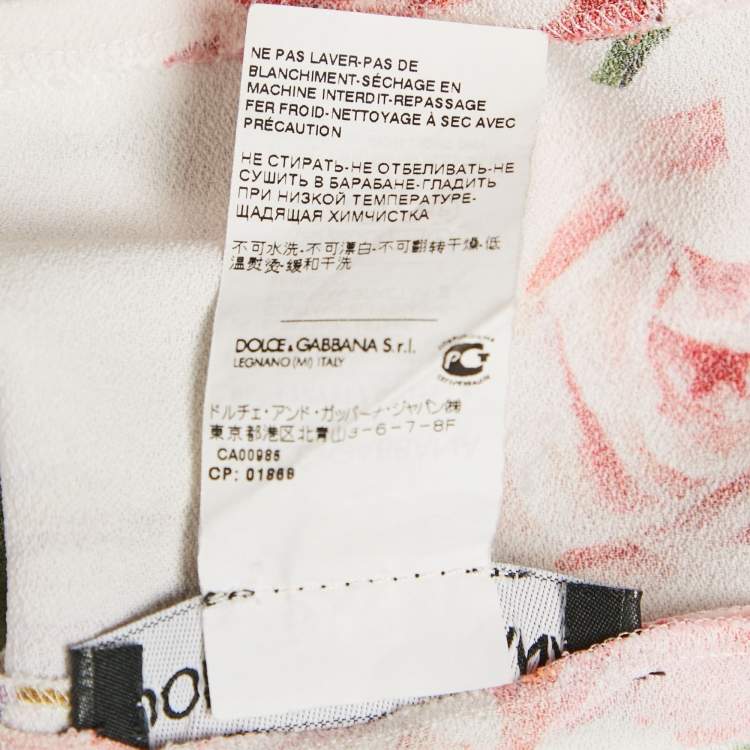 NE PAS LAVER-PAS DE
BLANCHIMENT-SÉCHAGE EN
MACHINE INTERDIT-REPASSAGE
FER FROID-NETTOYAGE À SEC AVEC
PRÉCAUTION
НЕ СТИРАТЬ-НЕ ОТБЕЛИВАТЬ-НЕ
СУШИТЬ В БАРАБАНЕ-ГЛАДИТЬ
ПРИ НИЗКОЙ ТЕМПЕРАТУРЕ-
ЩАДЯЩАЯ ХИМЧИСТКА
不可水洗-不可漂白-不可翻转干燥-低
温熨烫-缓和干洗
DOLCE & GABBANA S.r.l.
LEGNANO (MI) ITALY
ドルチェ・アンド・ガッバーナ・ジャパン㈱
東京都港区北青山3-6-7-8F
CA00985
CP: 01869